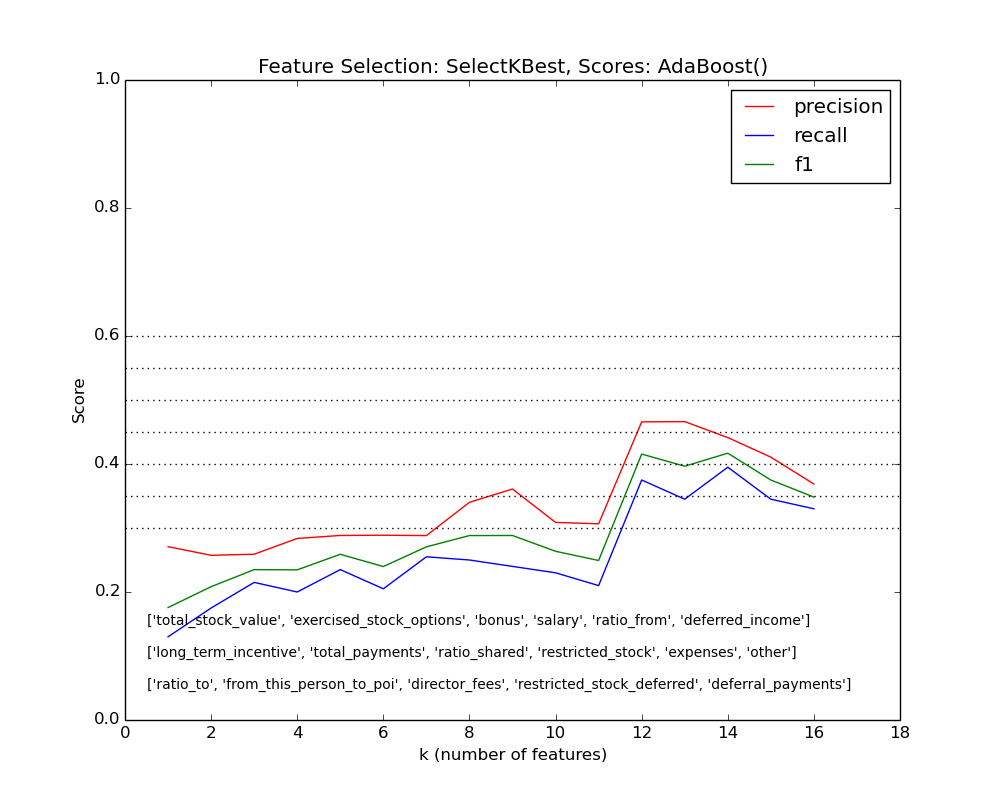 Feature Selection: SelectKBest, Scores: AdaBoost()
1.0
precision
recall
f1
0.8
0.6
Score
0.4
0.2
['total_stock_value', 'exercised_stock_options', 'bonus', 'salary', 'ratio_from', 'deferred_income']
['long_term_incentive', 'total_payments', 'ratio_shared', 'restricted_stock', 'expenses', 'other']
['ratio_to', 'from_this_person_to_poi', 'director_fees', 'restricted_stock_deferred', 'deferral_payments']
0.0
0 2 4 6 8 10 12 14 16 18
k (number of features)